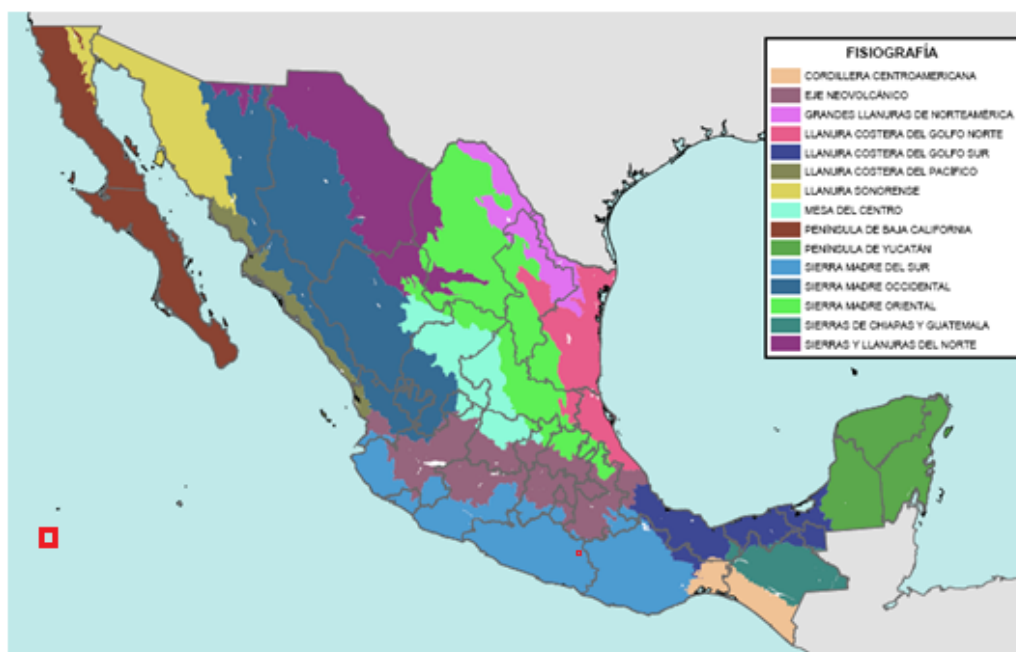 FISIOGRAFÍA
CORDILLERA CENTROAMERICANA
EJE NEOVOLCÁNICO
GRANDES LLANURAS DE NORTEAMÉRICA
LLANURA COSTERA DEL GOLFO NORTE
LLANURA COSTERA DEL GOLFO SUR
LLANURA COSTERA DEL PACÍFICO
LLANURA SONORENSE
MESA DEL CENTRO
PENÍNSULA DE BAJA CALIFORNIA
PENÍNSULA DE YUCATÁN
SIERRA MADRE DEL SUR
SIERRA MADRE OCCIDENTAL
SIERRA MADRE ORIENTAL
SIERRAS DE CHIAPAS Y GUATEMALA
SIERRAS Y LLANURAS DEL NORTE